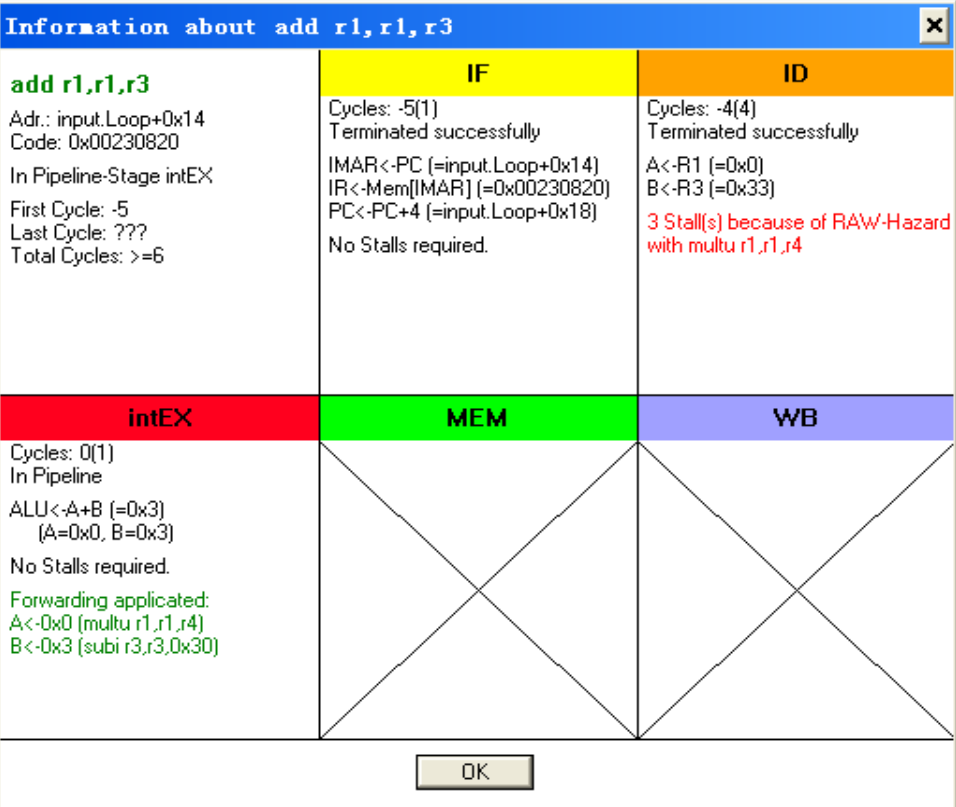 Information about add r1,r1,r3
add r1,r1,r3
Adr.: input.Loop+0x14
Code: 0x00230820
In Pipeline-Stage intEX
First Cycle: -5
Last Cycle: ???
Total Cycles: >=6
IF
Cycles: -5(1)
Terminated successfully
IMAR<-PC (=input.Loop+0x14)
IR<-Mem[IMAR] (=0x00230820)
PC<-PC+4 (=input.Loop+0x18)
No Stalls required.
ID
Cycles: -4(4)
Terminated successfully
A<-R1 (=0x0)
B<-R3 (=0x33)
3 Stall(s) because of RAW-Hazard
with multu r1,r1,r4
intEX
Cycles: 0(1)
In Pipeline
ALU<-A+B (=0x3)
(A=0x0, B=0x3)
No Stalls required.
Forwarding applicated:
A<-0x0 (multu r1,r1,r4)
B<-0x3 (subi r3,r3,0x30)
MEM
WB
OK